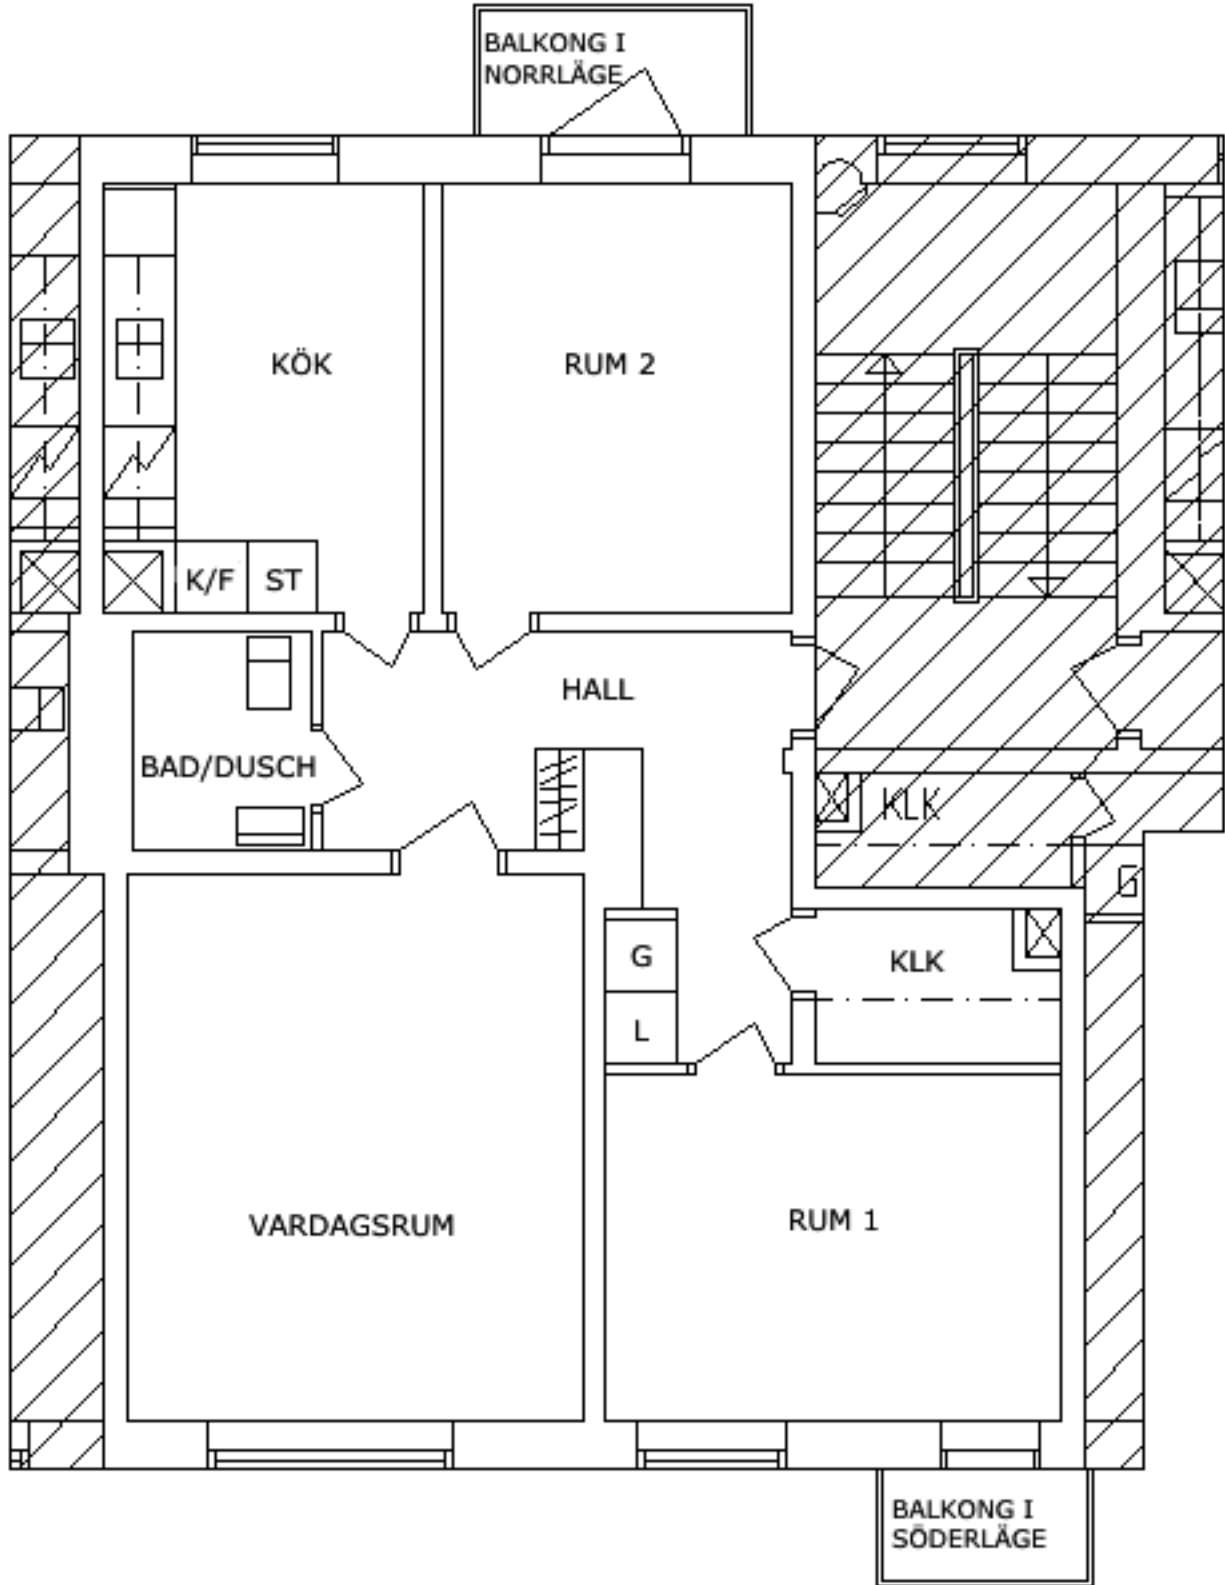 BALKONG I
NORRLÄGE
KÖK
RUM 2
K/F
ST
HALL
BAD/DUSCH
KLK
G
KLK
L
VARDAGSRUM
RUM 1
BALKONG I
SÖDERLÄGE